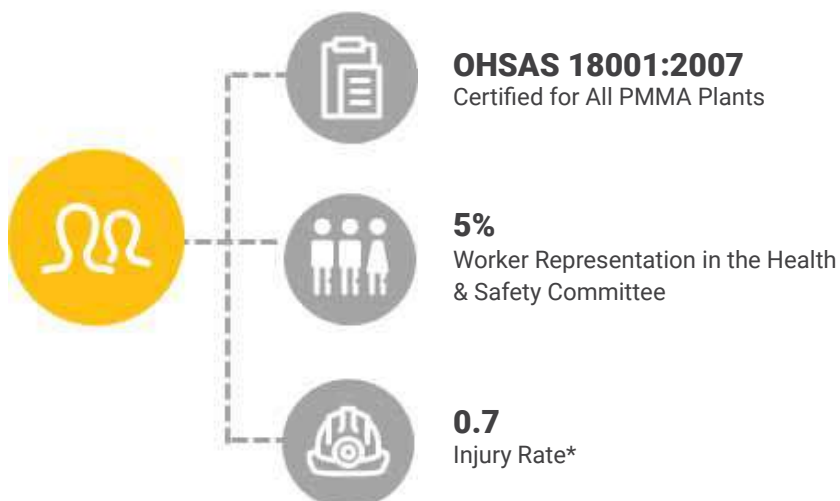 OHSAS 18001:2007
Certified for All PMMA Plants
5%
Worker Representation in the Health
& Safety Committee
0.7
Injury Rate*